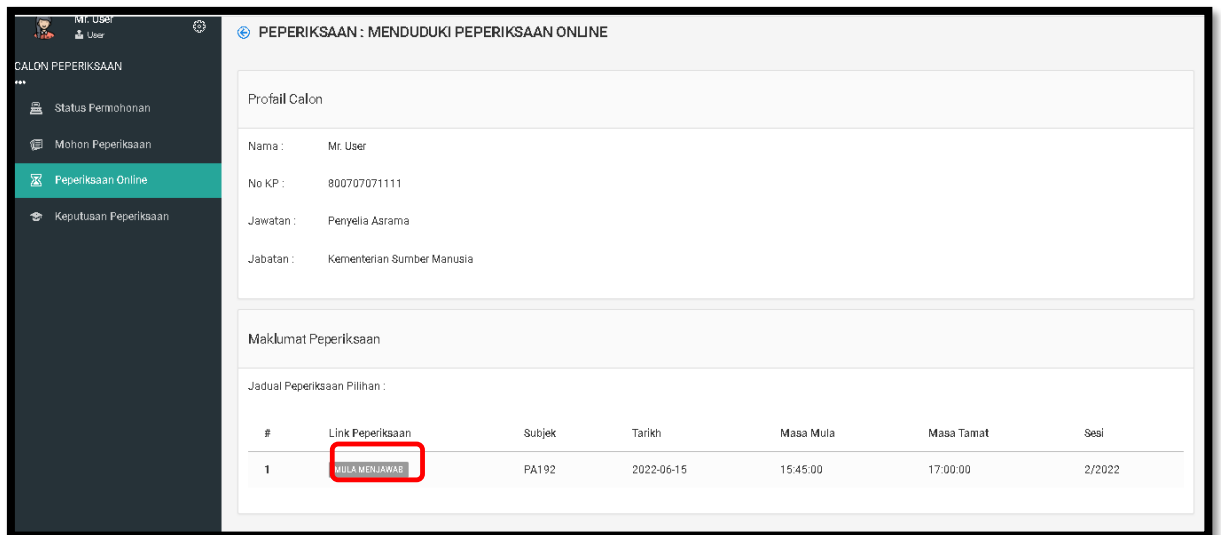 Mr. User
User
CALON PEPERIKSAAN
Status Permohonan
Mohon Peperiksaan
Peperiksaan Online
Keputusan Peperiksaan
PEPERIKSAAN : MENDUDUKI PEPERIKSAAN ONLINE
Profail Calon
Nama : Mr. User
No KP : 800707071111
Jawatan : Penyelia Asrama
Jabatan : Kementerian Sumber Manusia
Maklumat Peperiksaan
Jadual Peperiksaan Pilihan :
# Link Peperiksaan Subjek Tarikh Masa Mula Masa Tamat Sesi
1 MULA MENJAWAB PA192 2022-06-15 15:45:00 17:00:00 2/2022